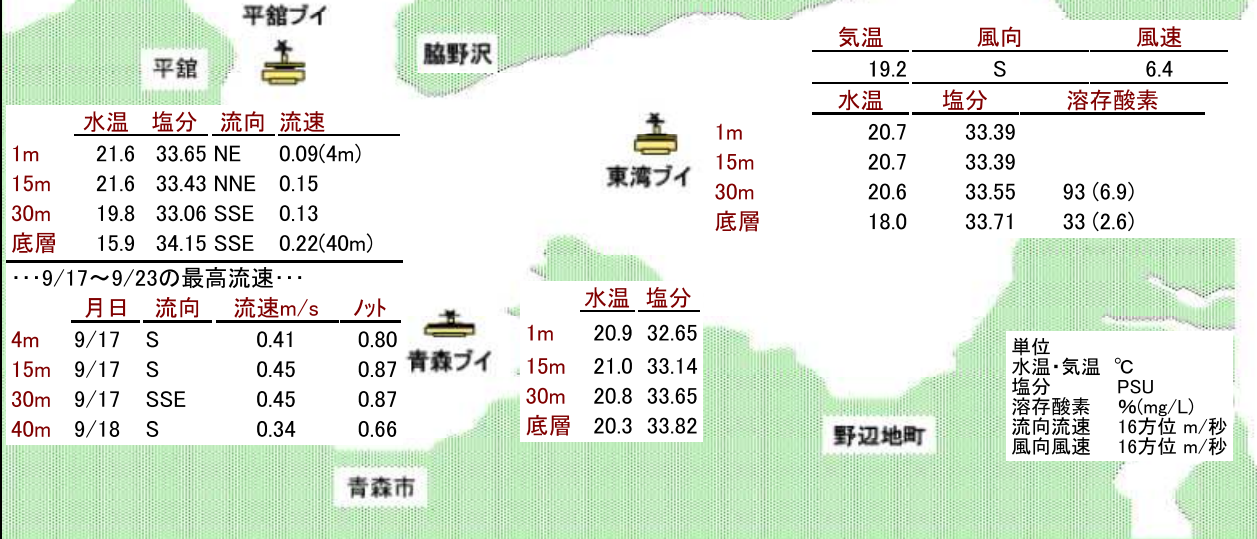 平舘ブイ
平舘
脇野沢
気温 風向 風速
19.2 S 6.4
水温 塩分 溶存酸素
1m 20.7 33.39
15m 20.7 33.39
30m 20.6 33.55 93 (6.9)
底層 18.0 33.71 33 (2.6)
東湾ブイ
水温 塩分 流向 流速
1m 21.6 33.65 NE 0.09(4m)
15m 21.6 33.43 NNE 0.15
30m 19.8 33.06 SSE 0.13
底層 15.9 34.15 SSE 0.22(40m)
･･･9/17～9/23の最高流速･･･
月日 流向 流速m/s ノット
4m 9/17 S 0.41 0.80
15m 9/17 S 0.45 0.87
30m 9/17 SSE 0.45 0.87
40m 9/18 S 0.34 0.66
青森ブイ
水温 塩分
1m 20.9 32.65
15m 21.0 33.14
30m 20.8 33.65
底層 20.3 33.82
単位
水温・気温 ℃
塩分 PSU
溶存酸素 %(mg/L)
流向流速 16方位 m/秒
風向風速 16方位 m/秒
野辺地町
青森市